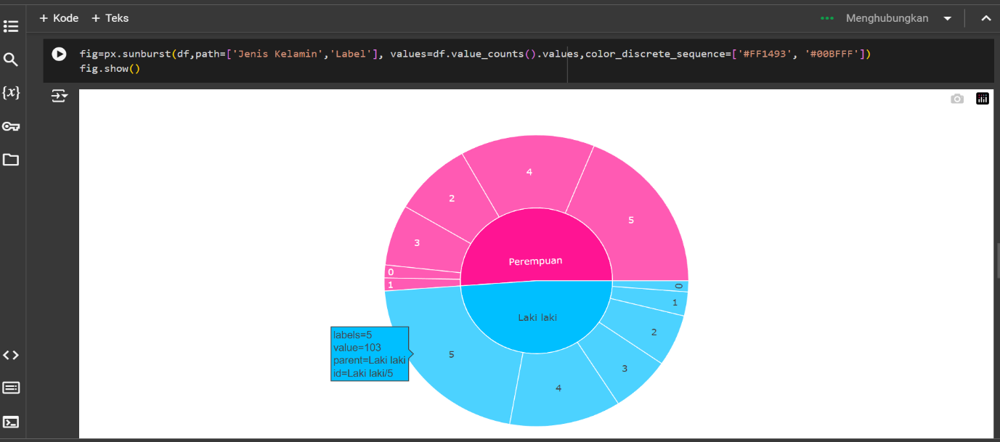 + Kode + Teks
Menghubungkan
fig=px.sunburst(df,path=['Jenis Kelamin','Label'], values=df.value_counts().values,color_discrete_sequence=['#FF1493', '#00BFFF'])
fig.show()
{x}
4
2
5
3
Perempuan
0
1
0
1
Laki laki
2
labels=5
value=103
parent=Laki laki
id=Laki laki/5
5
3
4